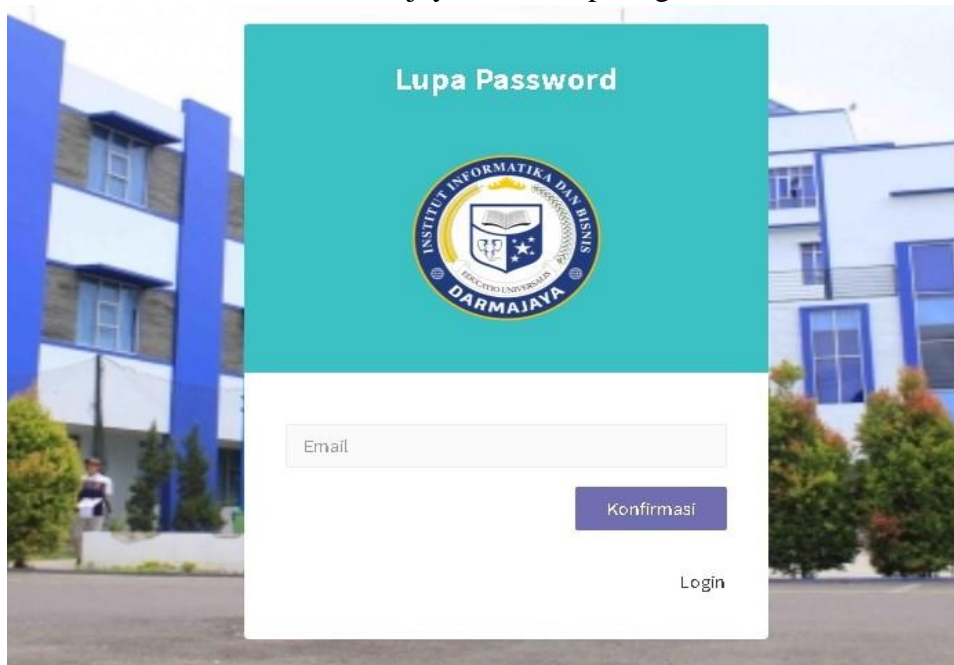 Lupa Password
INSTITUT INFORMATIKA DAN BISNIS
EDUCATIO UNIVERSALIS
DARMAJAYA
Email
Konfirmasi
Login